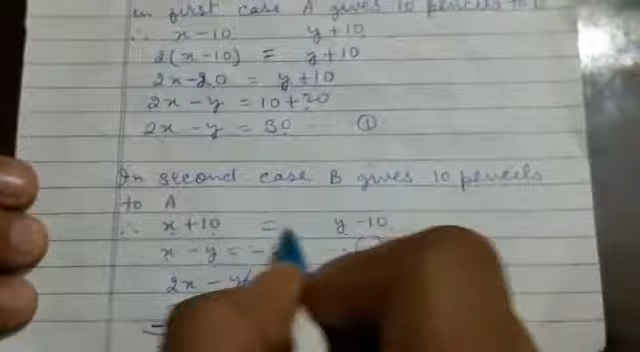 in first case A gives 10 pencils to
∴ x-10 y+10
2(x-10) = y+10
2x-20 = y+10
2x - y = 10+20
2x - y = 30 ①
In second case B gives 10 pencils
to A
∴ x+10 = y-10
x - y = -
2x - y